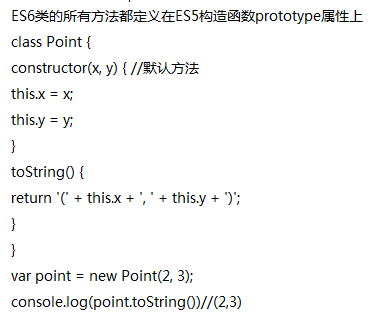 ES6类的所有方法都定义在ES5构造函数prototype属性上
class Point {
constructor(x, y) { //默认方法
this.x = x;
this.y = y;
}
toString() {
return '(' + this.x + ', ' + this.y + ')';
}
}
var point = new Point(2, 3);
console.log(point.toString())//(2,3)